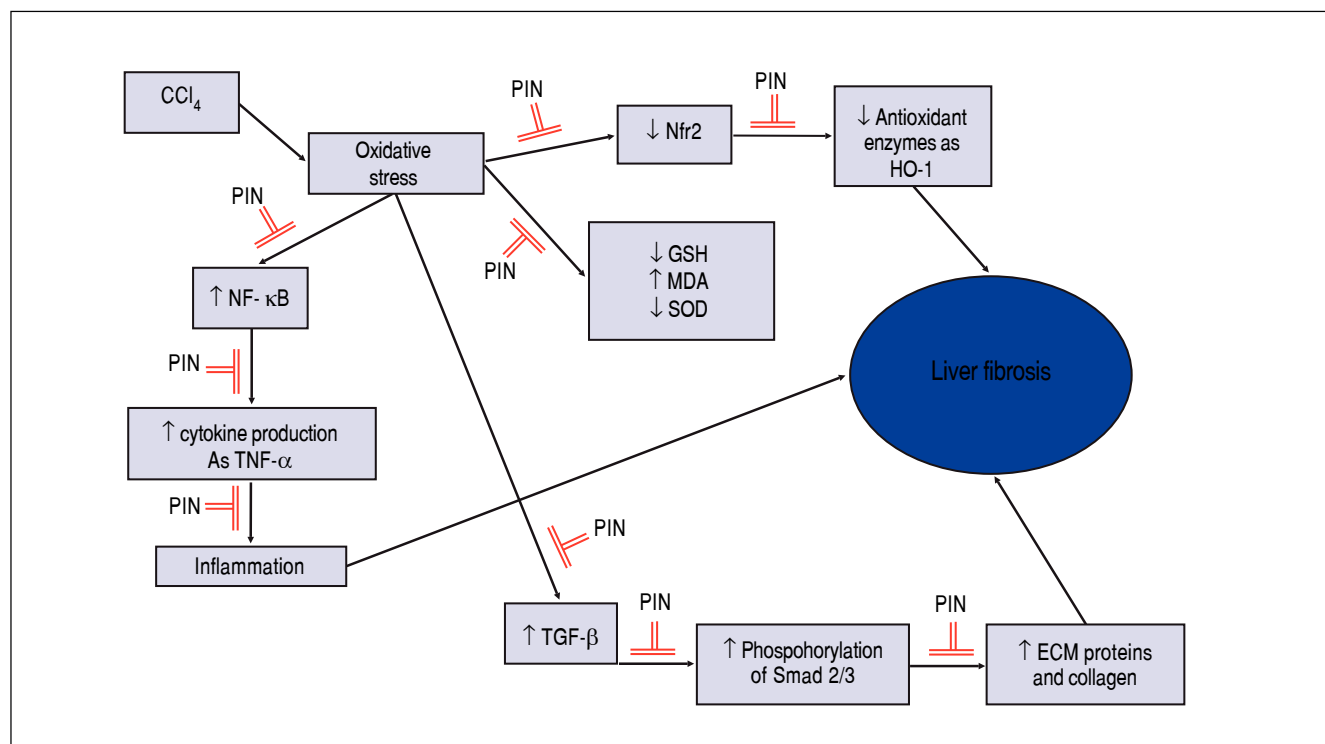 CCl4
PIN
PIN
↓ Nfr2
↓ Antioxidant
enzymes as
HO-1
Oxidative
stress
PIN
PIN
↓ GSH
↑ MDA
↓ SOD
↑ NF- κB
PIN
↑ cytokine production
As TNF-α
PIN
Inflammation
Liver fibrosis
PIN
↑ TGF-β
PIN
↑ Phospohorylation
of Smad 2/3
PIN
↑ ECM proteins
and collagen